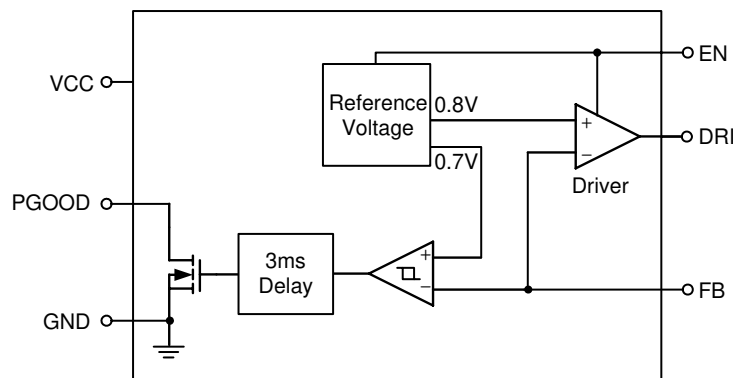 EN
VCC
Reference
Voltage
0.8V
0.7V
+
−
DRI
Driver
PGOOD
3ms
Delay
+
−
FB
GND